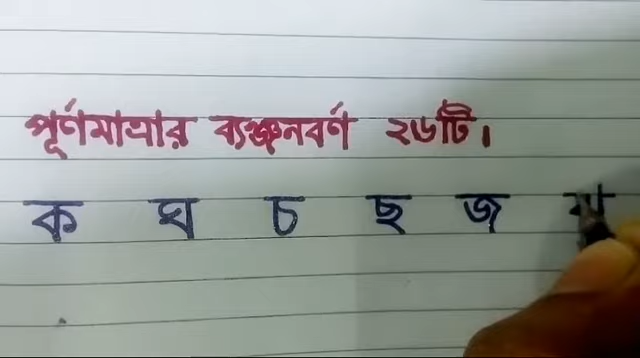 পূর্ণমাত্রার ব্যঞ্জনবর্ণ ২৬টি।
ক ঘ চ ছ জ